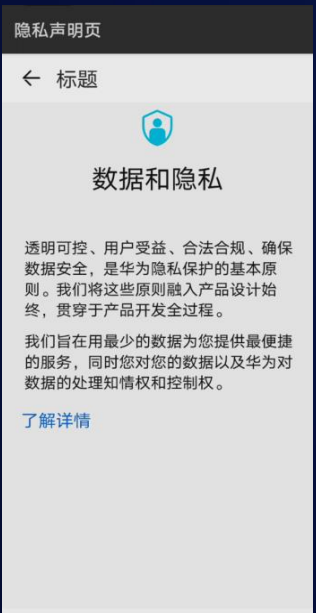 隐私声明页
← 标题
数据和隐私
透明可控、用户受益、合法合规、确保
数据安全，是华为隐私保护的基本原
则。我们将这些原则融入产品设计始
终，贯穿于产品开发全过程。
我们旨在用最少的数据为您提供最便捷
的服务，同时您对您的数据以及华为对
数据的处理知情权和控制权。
了解详情